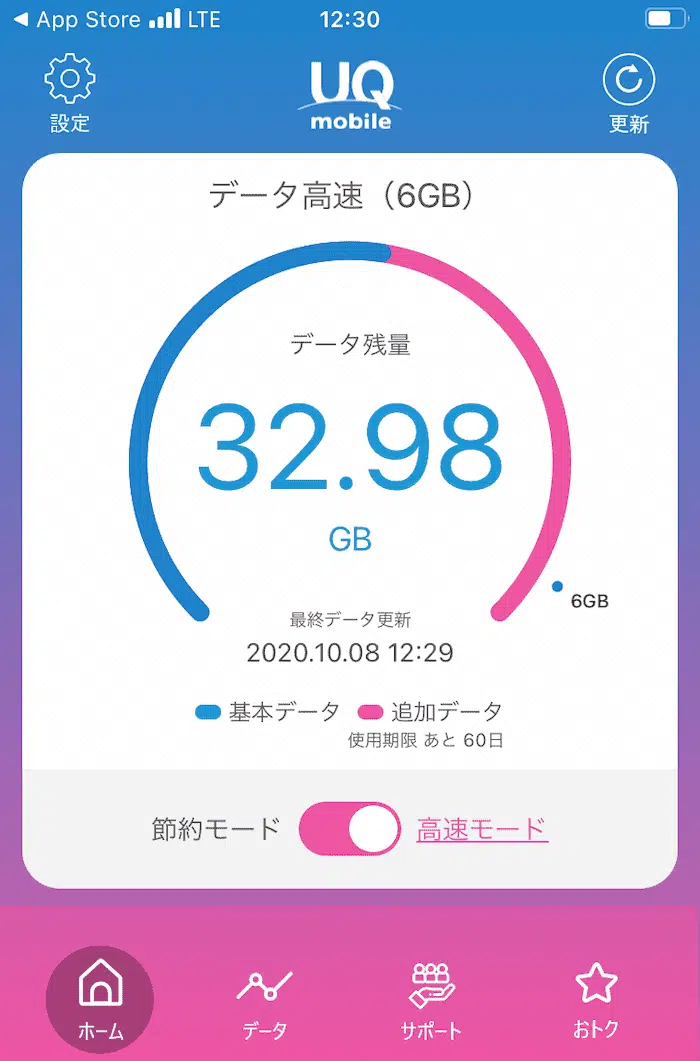 ◀ App Store LTE 12:30
設定
UQ
mobile
更新
データ高速（6GB）
データ残量
32.98
GB
6GB
最終データ更新
2020.10.08 12:29
基本データ 追加データ
使用期限 あと 60日
節約モード 高速モード
ホーム データ サポート おトク